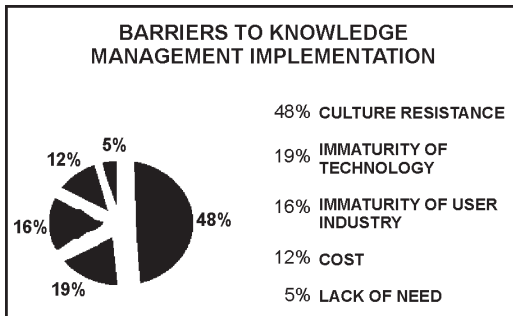 BARRIERS TO KNOWLEDGE
MANAGEMENT IMPLEMENTATION
48% CULTURE RESISTANCE
19% IMMATURITY OF
TECHNOLOGY
16% IMMATURITY OF USER
INDUSTRY
12% COST
5% LACK OF NEED
5%
12%
48%
16%
19%